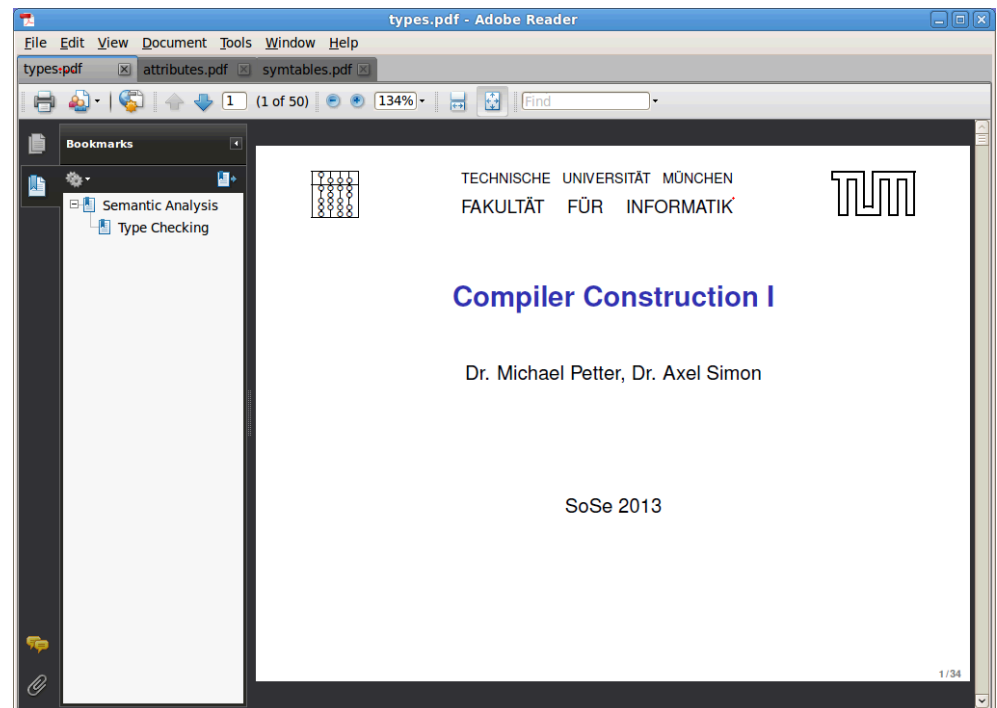 types.pdf - Adobe Reader
File Edit View Document Tools Window Help
types.pdf attributes.pdf symtables.pdf
1 (1 of 50) 134% Find
Bookmarks
Semantic Analysis
Type Checking
TECHNISCHE UNIVERSITÄT MÜNCHEN
FAKULTÄT FÜR INFORMATIK
TUM
Compiler Construction I
Dr. Michael Petter, Dr. Axel Simon
SoSe 2013
1/34